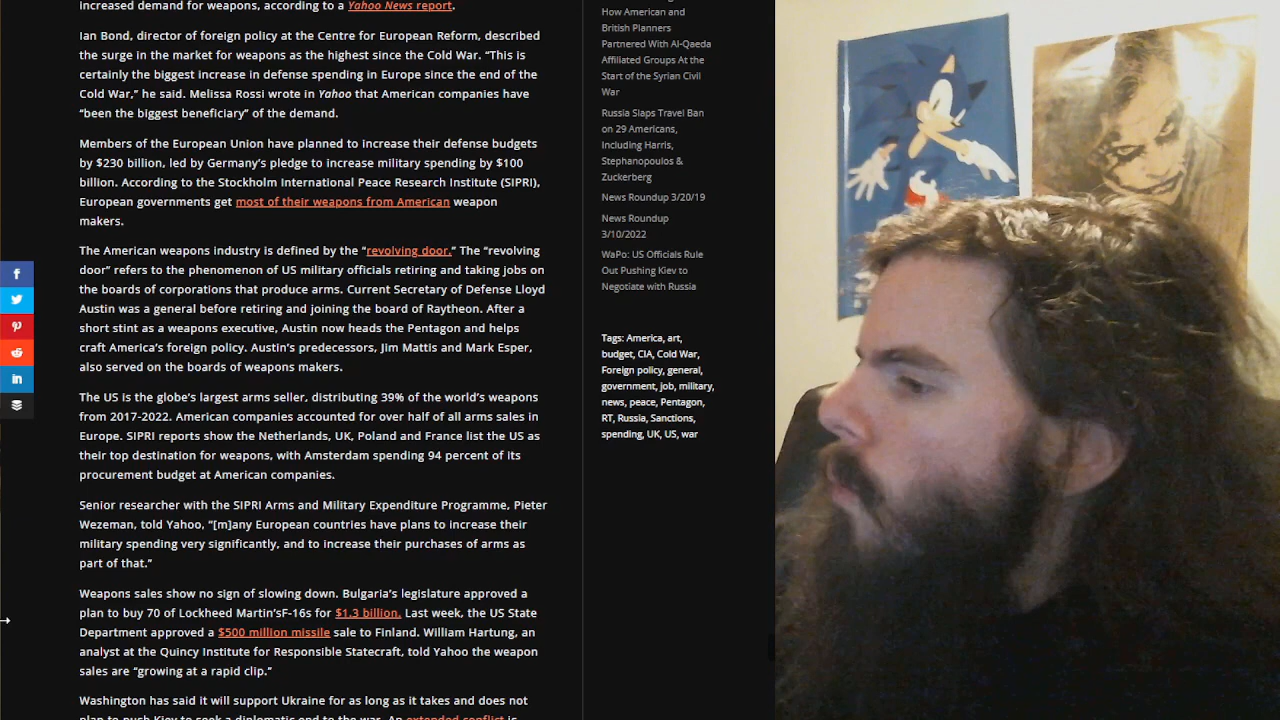 increased demand for weapons, according to a Yahoo News report.
Ian Bond, director of foreign policy at the Centre for European Reform, described
the surge in the market for weapons as the highest since the Cold War. “This is
certainly the biggest increase in defense spending in Europe since the end of the
Cold War,” he said. Melissa Rossi wrote in Yahoo that American companies have
“been the biggest beneficiary” of the demand.
Members of the European Union have planned to increase their defense budgets
by $230 billion, led by Germany’s pledge to increase military spending by $100
billion. According to the Stockholm International Peace Research Institute (SIPRI),
European governments get most of their weapons from American weapon
makers.
The American weapons industry is defined by the “revolving door.” The “revolving
door” refers to the phenomenon of US military officials retiring and taking jobs on
the boards of corporations that produce arms. Current Secretary of Defense Lloyd
Austin was a general before retiring and joining the board of Raytheon. After a
short stint as a weapons executive, Austin now heads the Pentagon and helps
craft America’s foreign policy. Austin’s predecessors, Jim Mattis and Mark Esper,
also served on the boards of weapons makers.
The US is the globe’s largest arms seller, distributing 39% of the world’s weapons
from 2017-2022. American companies accounted for over half of all arms sales in
Europe. SIPRI reports show the Netherlands, UK, Poland and France list the US as
their top destination for weapons, with Amsterdam spending 94 percent of its
procurement budget at American companies.
Senior researcher with the SIPRI Arms and Military Expenditure Programme, Pieter
Wezeman, told Yahoo, “[m]any European countries have plans to increase their
military spending very significantly, and to increase their purchases of arms as
part of that.”
Weapons sales show no sign of slowing down. Bulgaria’s legislature approved a
plan to buy 70 of Lockheed Martin’sF-16s for $1.3 billion. Last week, the US State
Department approved a $500 million missile sale to Finland. William Hartung, an
analyst at the Quincy Institute for Responsible Statecraft, told Yahoo the weapon
sales are “growing at a rapid clip.”
Washington has said it will support Ukraine for as long as it takes and does not
plan to push Kiev to seek a diplomatic end to the war. An extended conflict is
How American and
British Planners
Partnered With Al-Qaeda
Affiliated Groups At the
Start of the Syrian Civil
War
Russia Slaps Travel Ban
on 29 Americans,
Including Harris,
Stephanopoulos &
Zuckerberg
News Roundup 3/20/19
News Roundup
3/10/2022
WaPo: US Officials Rule
Out Pushing Kiev to
Negotiate with Russia
Tags: America, art,
budget, CIA, Cold War,
Foreign policy, general,
government, job, military,
news, peace, Pentagon,
RT, Russia, Sanctions,
spending, UK, US, war